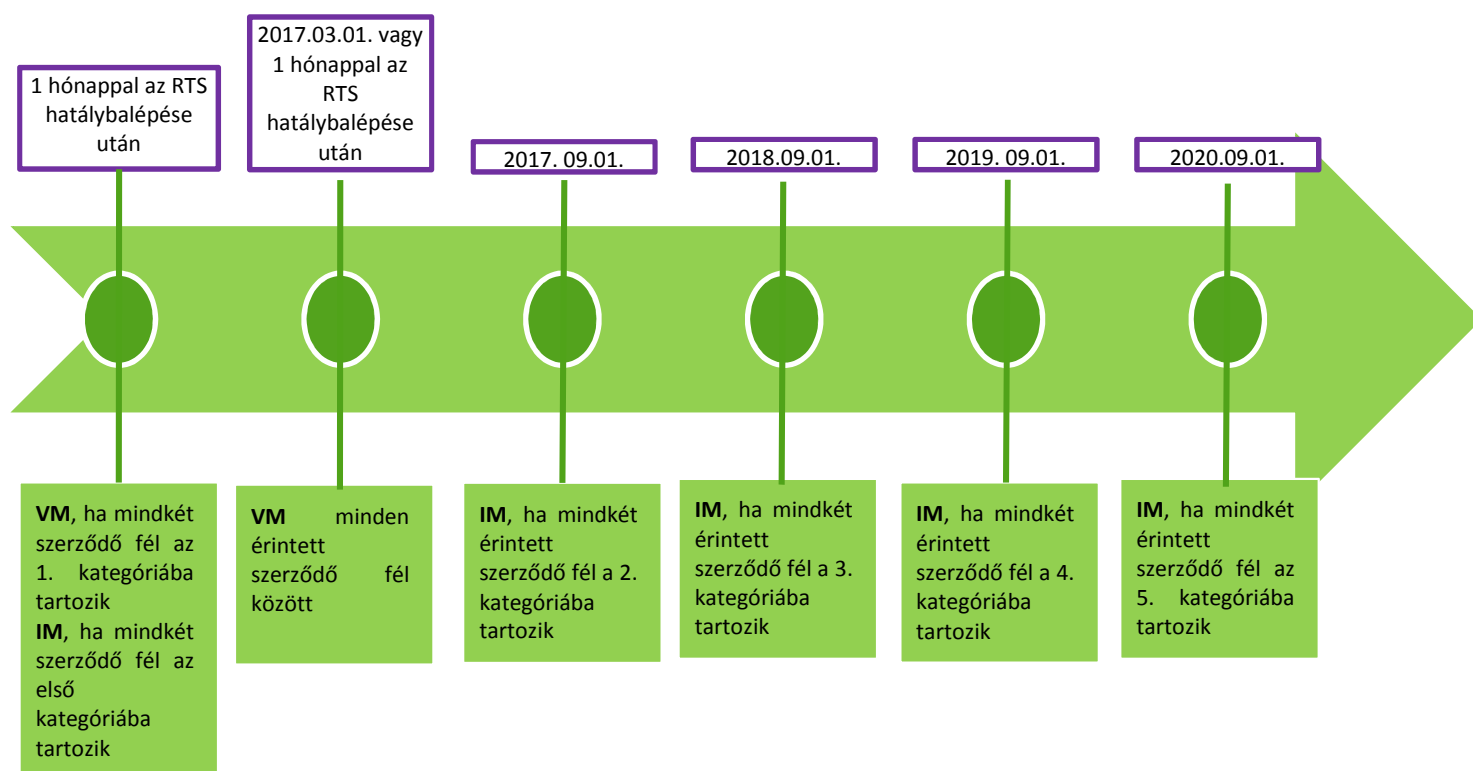 1 hónappal az RTS
hatálybalépése
után
2017.03.01. vagy
1 hónappal az
RTS
hatálybalépése
után
2017. 09.01.
2018.09.01.
2019. 09.01.
2020.09.01.
VM, ha mindkét
szerződő fél az
1. kategóriába
tartozik
IM, ha mindkét
szerződő fél az
első
kategóriába
tartozik
VM minden
érintett
szerződő fél
között
IM, ha mindkét
érintett
szerződő fél a 2.
kategóriába
tartozik
IM, ha mindkét
érintett
szerződő fél a 3.
kategóriába
tartozik
IM, ha mindkét
érintett
szerződő fél a 4.
kategóriába
tartozik
IM, ha mindkét
érintett
szerződő fél az
5. kategóriába
tartozik